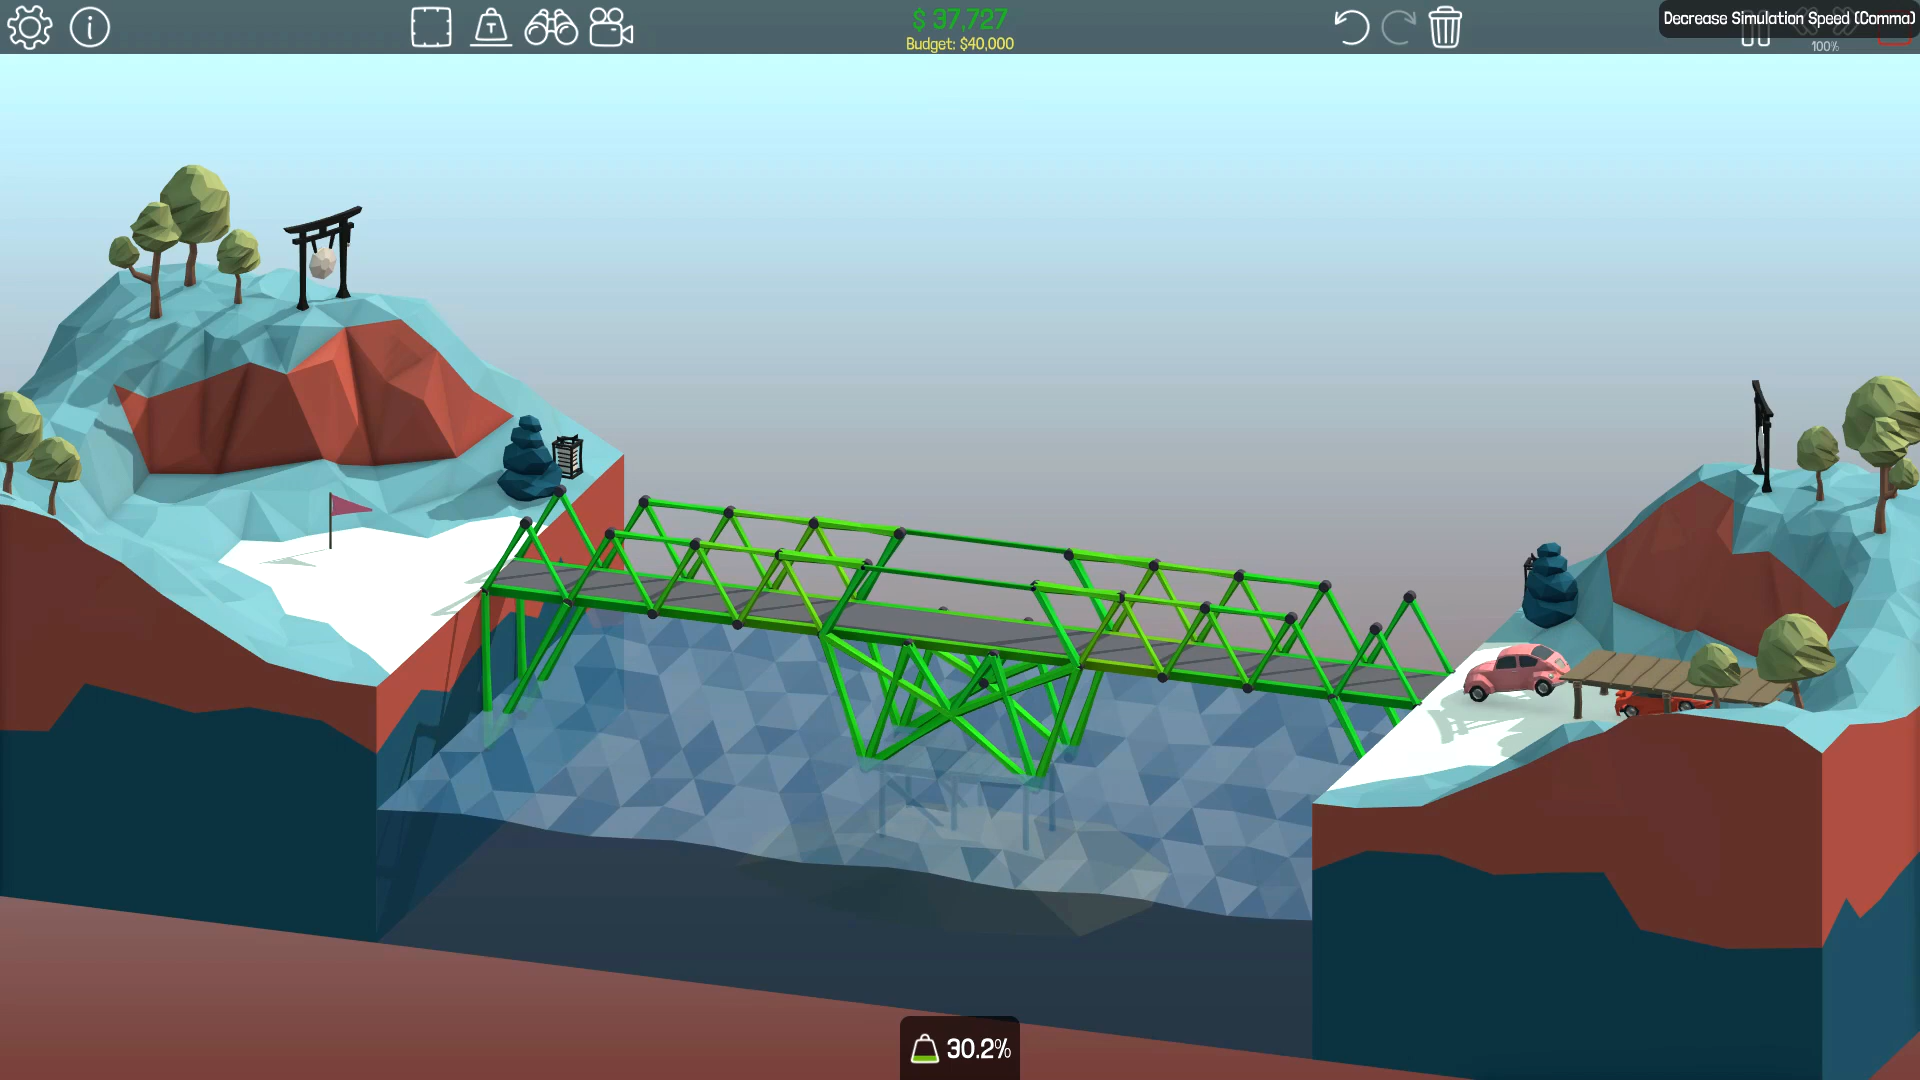 $ 37,727
Budget: $40,000
Decrease Simulation Speed (Comma)
100%
30.2%